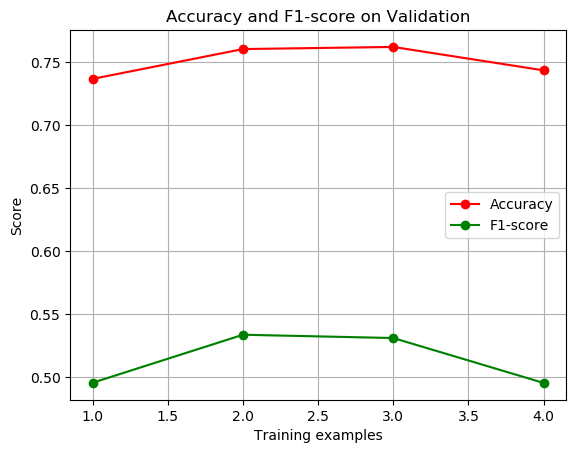 Accuracy and F1-score on Validation
0.75
0.70
0.65
0.60
0.55
0.50
Score
Accuracy
F1-score
1.0 1.5 2.0 2.5 3.0 3.5 4.0
Training examples